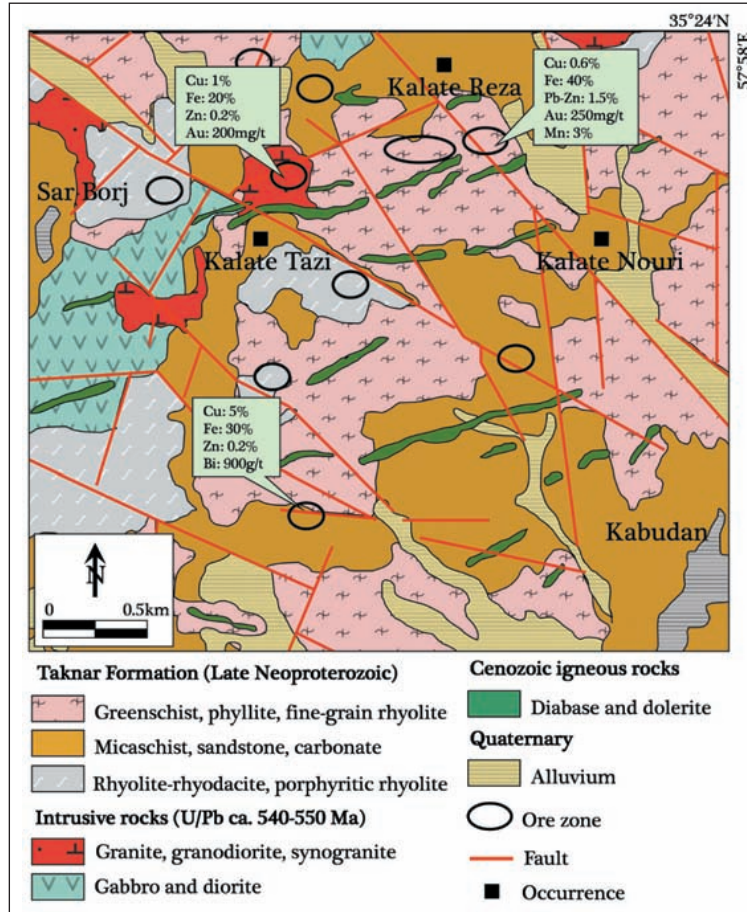 35°24′N
57°58′E
Cu: 1%
Fe: 20%
Zn: 0.2%
Au: 200mg/t
Cu: 0.6%
Fe: 40%
Pb-Zn: 1.5%
Au: 250mg/t
Mn: 3%
Kalate Reza
Sar Borj
Kalate Tazi
Kalate Nouri
Cu: 5%
Fe: 30%
Zn: 0.2%
Bi: 900g/t
Kabudan
N
0 0.5km
Taknar Formation (Late Neoproterozoic)
Greenschist, phyllite, fine-grain rhyolite
Micaschist, sandstone, carbonate
Rhyolite-rhyodacite, porphyritic rhyolite
Intrusive rocks (U/Pb ca. 540-550 Ma)
Granite, granodiorite, synogranite
Gabbro and diorite
Cenozoic igneous rocks
Diabase and dolerite
Quaternary
Alluvium
Ore zone
Fault
Occurrence